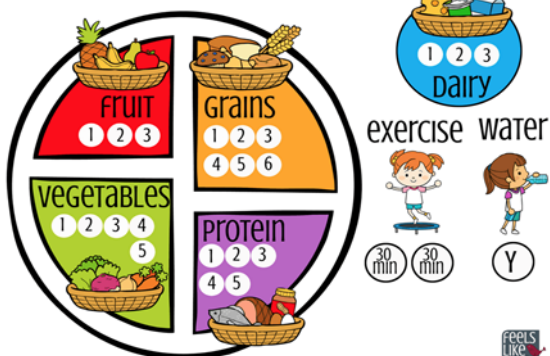 FRUIT
1 2 3
GRAINS
1 2 3
4 5 6
VEGETABLES
1 2 3 4
5
PROTEIN
1 2 3
4 5
1 2 3
DAIRY
exercise
30 min
30 min
water
Y
FEELS
LIKE